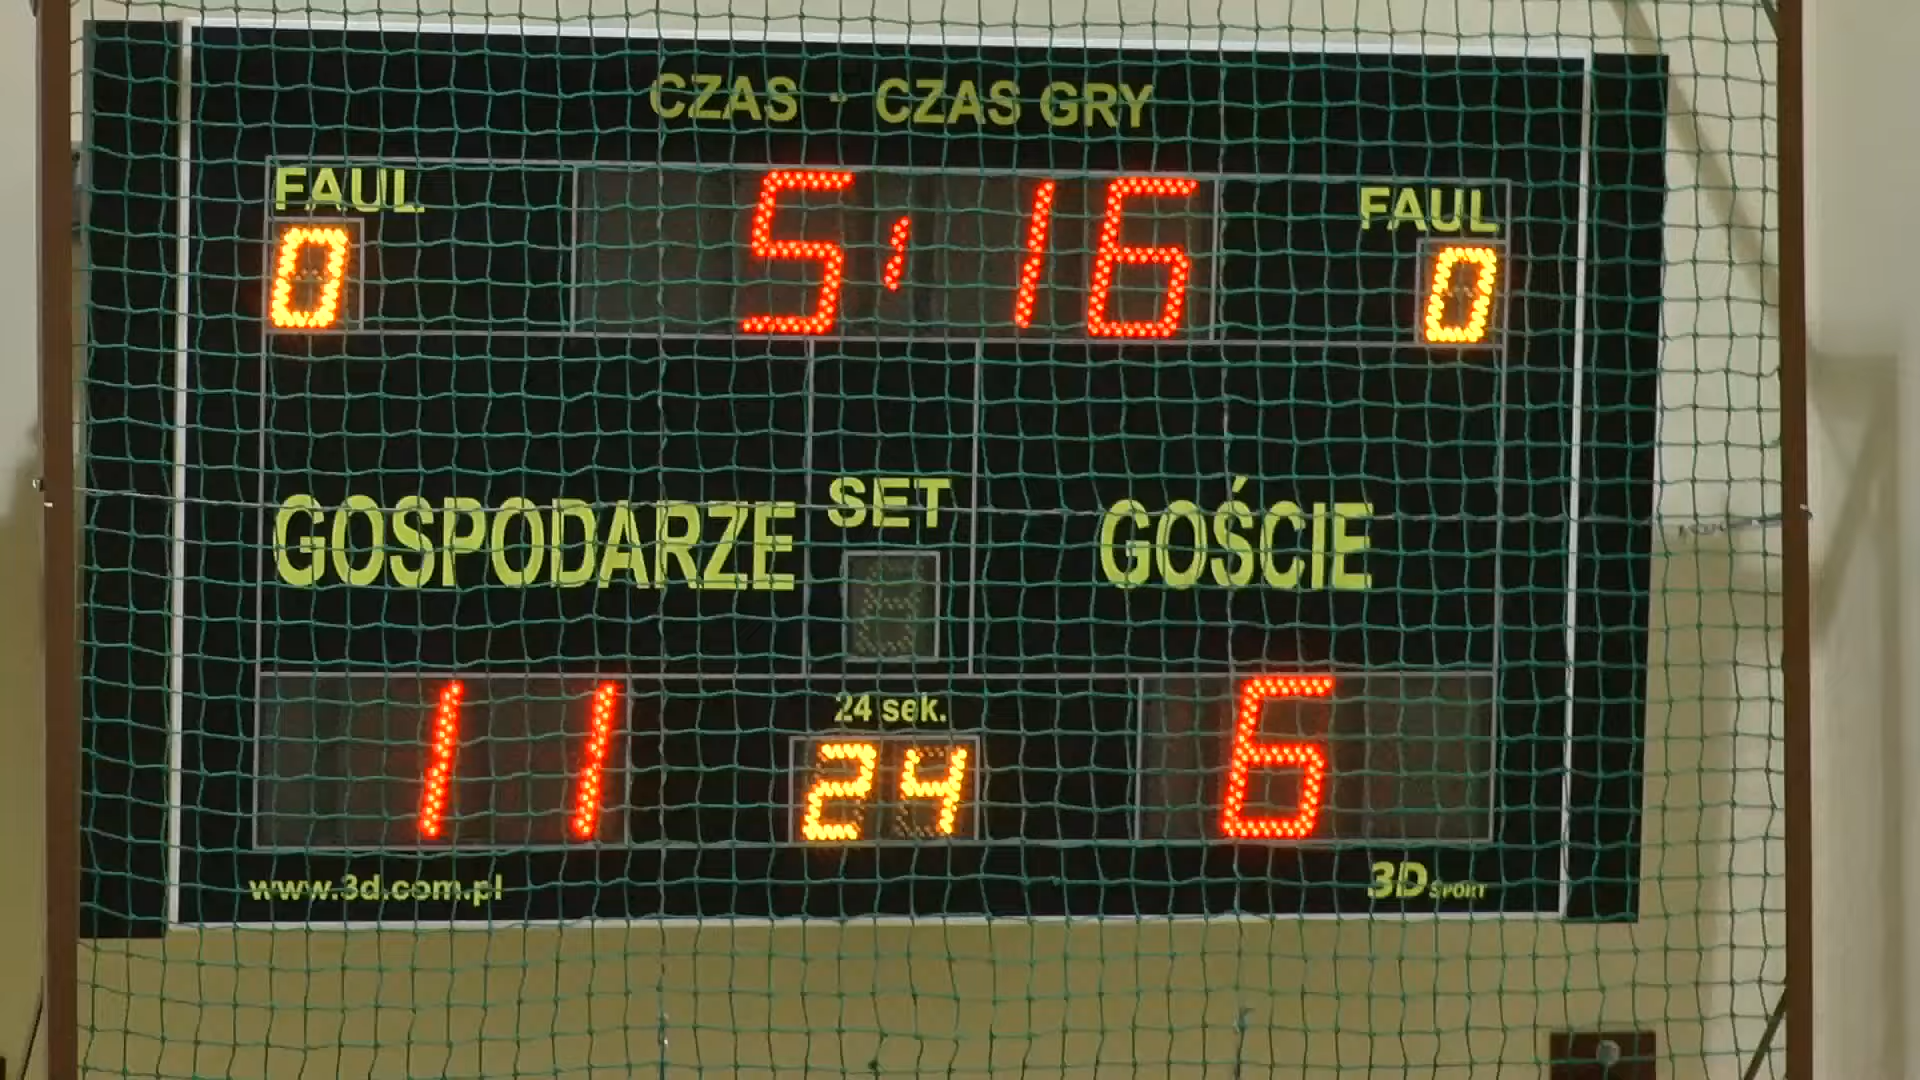 CZAS - CZAS GRY
FAUL
5:16
FAUL
0
0
GOSPODARZE
SET
GOŚCIE
11
24 sek.
24
6
www.3d.com.pl
3D SPORT